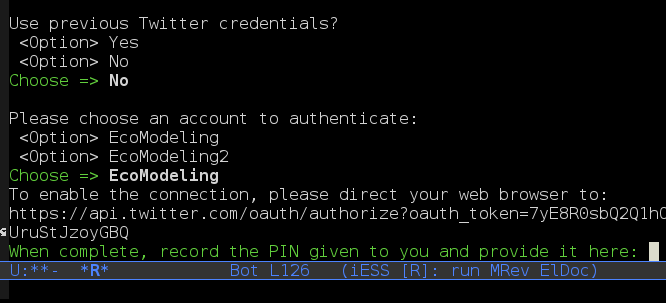 Use previous Twitter credentials?
<Option> Yes
<Option> No
Choose => No
Please choose an account to authenticate:
<Option> EcoModeling
<Option> EcoModeling2
Choose => EcoModeling
To enable the connection, please direct your web browser to:
https://api.twitter.com/oauth/authorize?oauth_token=7yE8R0sbQ2Q1hO
UruStJzoyGBQ
When complete, record the PIN given to you and provide it here:
U:**- *R* Bot L126 (iESS [R]: run MRev ElDoc)